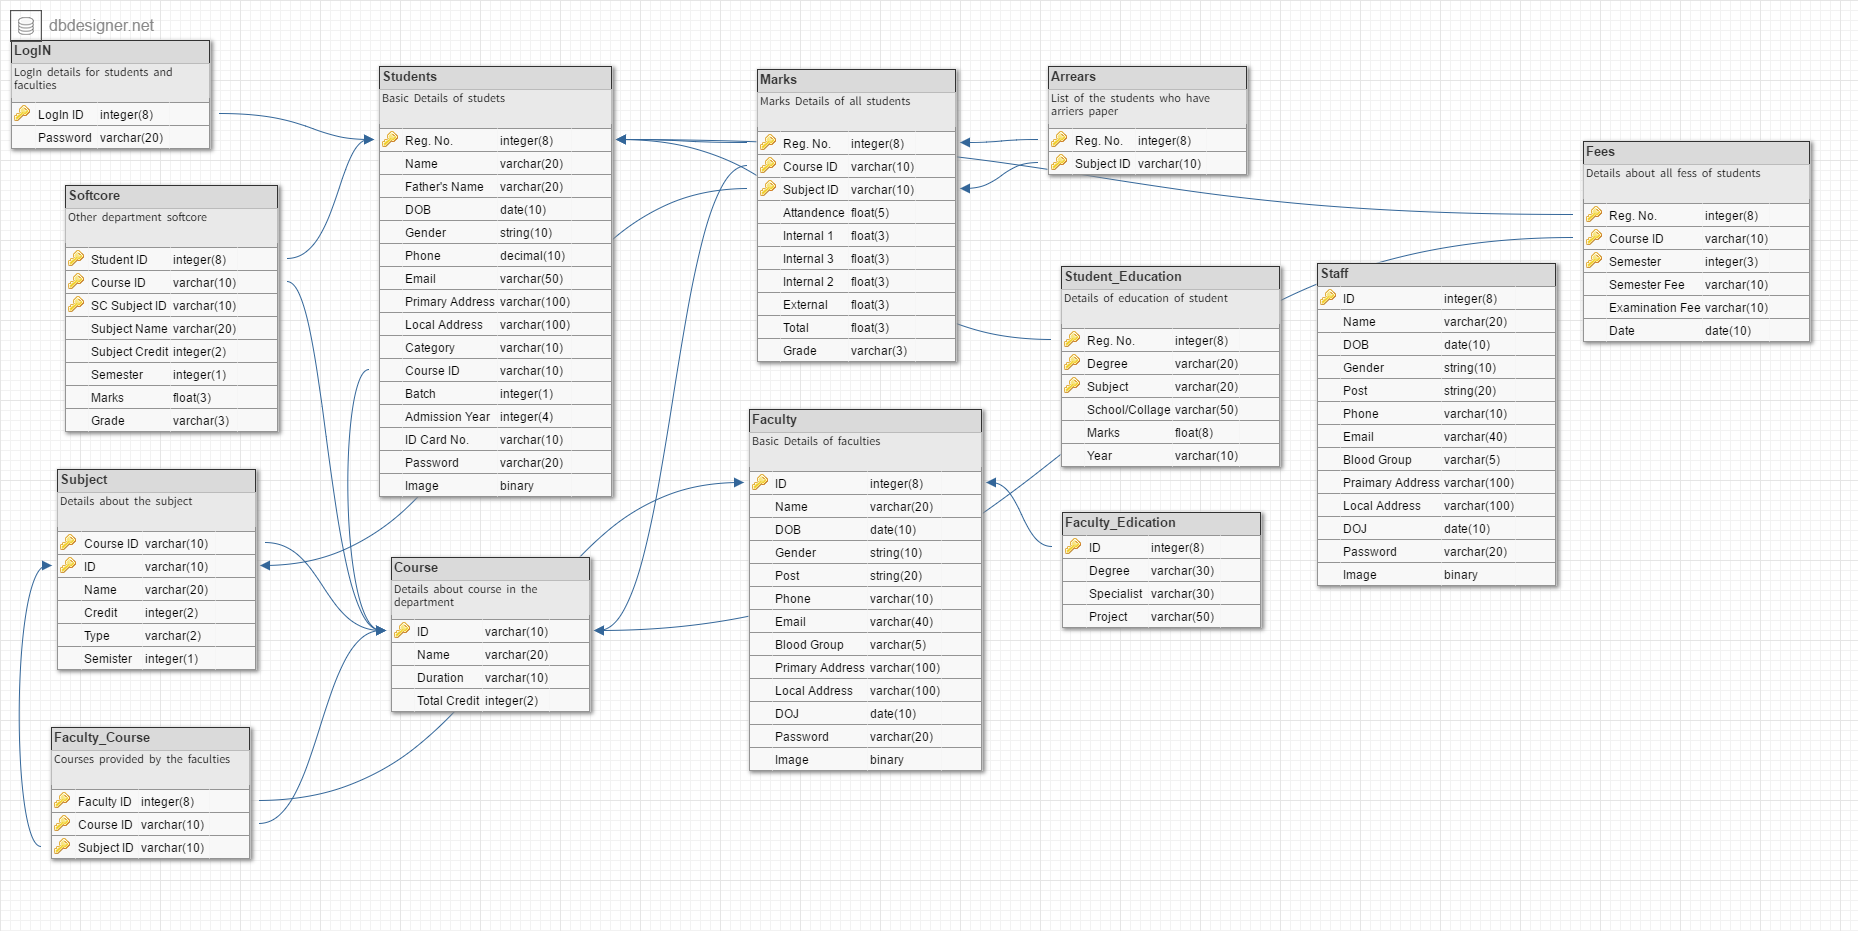 dbdesigner.net
LogIN
LogIn details for students and
faculties
LogIn ID integer(8)
Password varchar(20)
Softcore
Other department softcore
Student ID integer(8)
Course ID varchar(10)
SC Subject ID varchar(10)
Subject Name varchar(20)
Subject Credit integer(2)
Semester integer(1)
Marks float(3)
Grade varchar(3)
Subject
Details about the subject
Course ID varchar(10)
ID varchar(10)
Name varchar(20)
Credit integer(2)
Type varchar(2)
Semister integer(1)
Faculty_Course
Courses provided by the faculties
Faculty ID integer(8)
Course ID varchar(10)
Subject ID varchar(10)
Students
Basic Details of studets
Reg. No. integer(8)
Name varchar(20)
Father's Name varchar(20)
DOB date(10)
Gender string(10)
Phone decimal(10)
Email varchar(50)
Primary Address varchar(100)
Local Address varchar(100)
Category varchar(10)
Course ID varchar(10)
Batch integer(1)
Admission Year integer(4)
ID Card No. varchar(10)
Password varchar(20)
Image binary
Course
Details about course in the
department
ID varchar(10)
Name varchar(20)
Duration varchar(10)
Total Credit integer(2)
Marks
Marks Details of all students
Reg. No. integer(8)
Course ID varchar(10)
Subject ID varchar(10)
Attandence float(5)
Internal 1 float(3)
Internal 3 float(3)
Internal 2 float(3)
External float(3)
Total float(3)
Grade varchar(3)
Faculty
Basic Details of faculties
ID integer(8)
Name varchar(20)
DOB date(10)
Gender string(10)
Post string(20)
Phone varchar(10)
Email varchar(40)
Blood Group varchar(5)
Primary Address varchar(100)
Local Address varchar(100)
DOJ date(10)
Password varchar(20)
Image binary
Arrears
List of the students who have
arriers paper
Reg. No. integer(8)
Subject ID varchar(10)
Student_Education
Details of education of student
Reg. No. integer(8)
Degree varchar(20)
Subject varchar(20)
School/Collage varchar(50)
Marks float(8)
Year varchar(10)
Faculty_Edication
ID integer(8)
Degree varchar(30)
Specialist varchar(30)
Project varchar(50)
Staff
ID integer(8)
Name varchar(20)
DOB date(10)
Gender string(10)
Post string(20)
Phone varchar(10)
Email varchar(40)
Blood Group varchar(5)
Praimary Address varchar(100)
Local Address varchar(100)
DOJ date(10)
Password varchar(20)
Image binary
Fees
Details about all fess of students
Reg. No. integer(8)
Course ID varchar(10)
Semester integer(3)
Semester Fee varchar(10)
Examination Fee varchar(10)
Date date(10)